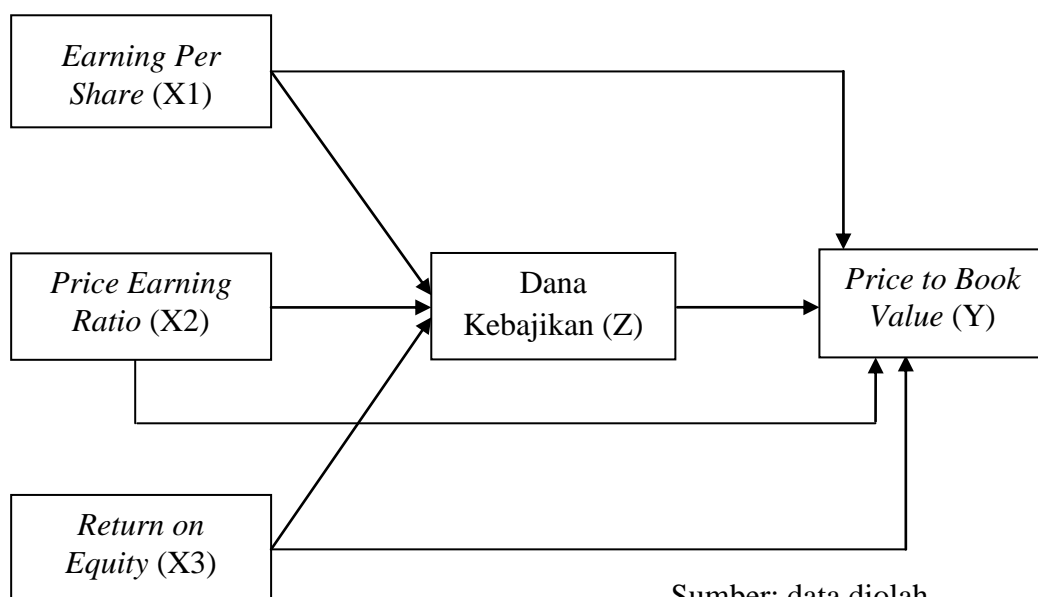 Earning Per
Share (X1)
Price Earning
Ratio (X2)
Dana
Kebajikan (Z)
Price to Book
Value (Y)
Return on
Equity (X3)
Sumber: data diolah